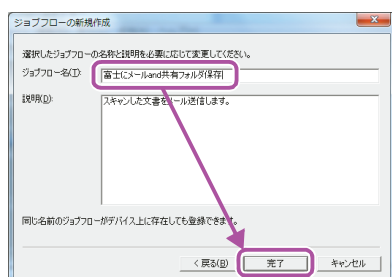 ジョブフローの新規作成
選択したジョブフローの名称と説明を必要に応じて変更してください。
ジョブフロー名(T):
富士にメールand共有フォルダ保存
説明(D):
スキャンした文書をメール送信します。
同じ名前のジョブフローがデバイス上に存在しても登録できます。
< 戻る(B)
完了
キャンセル